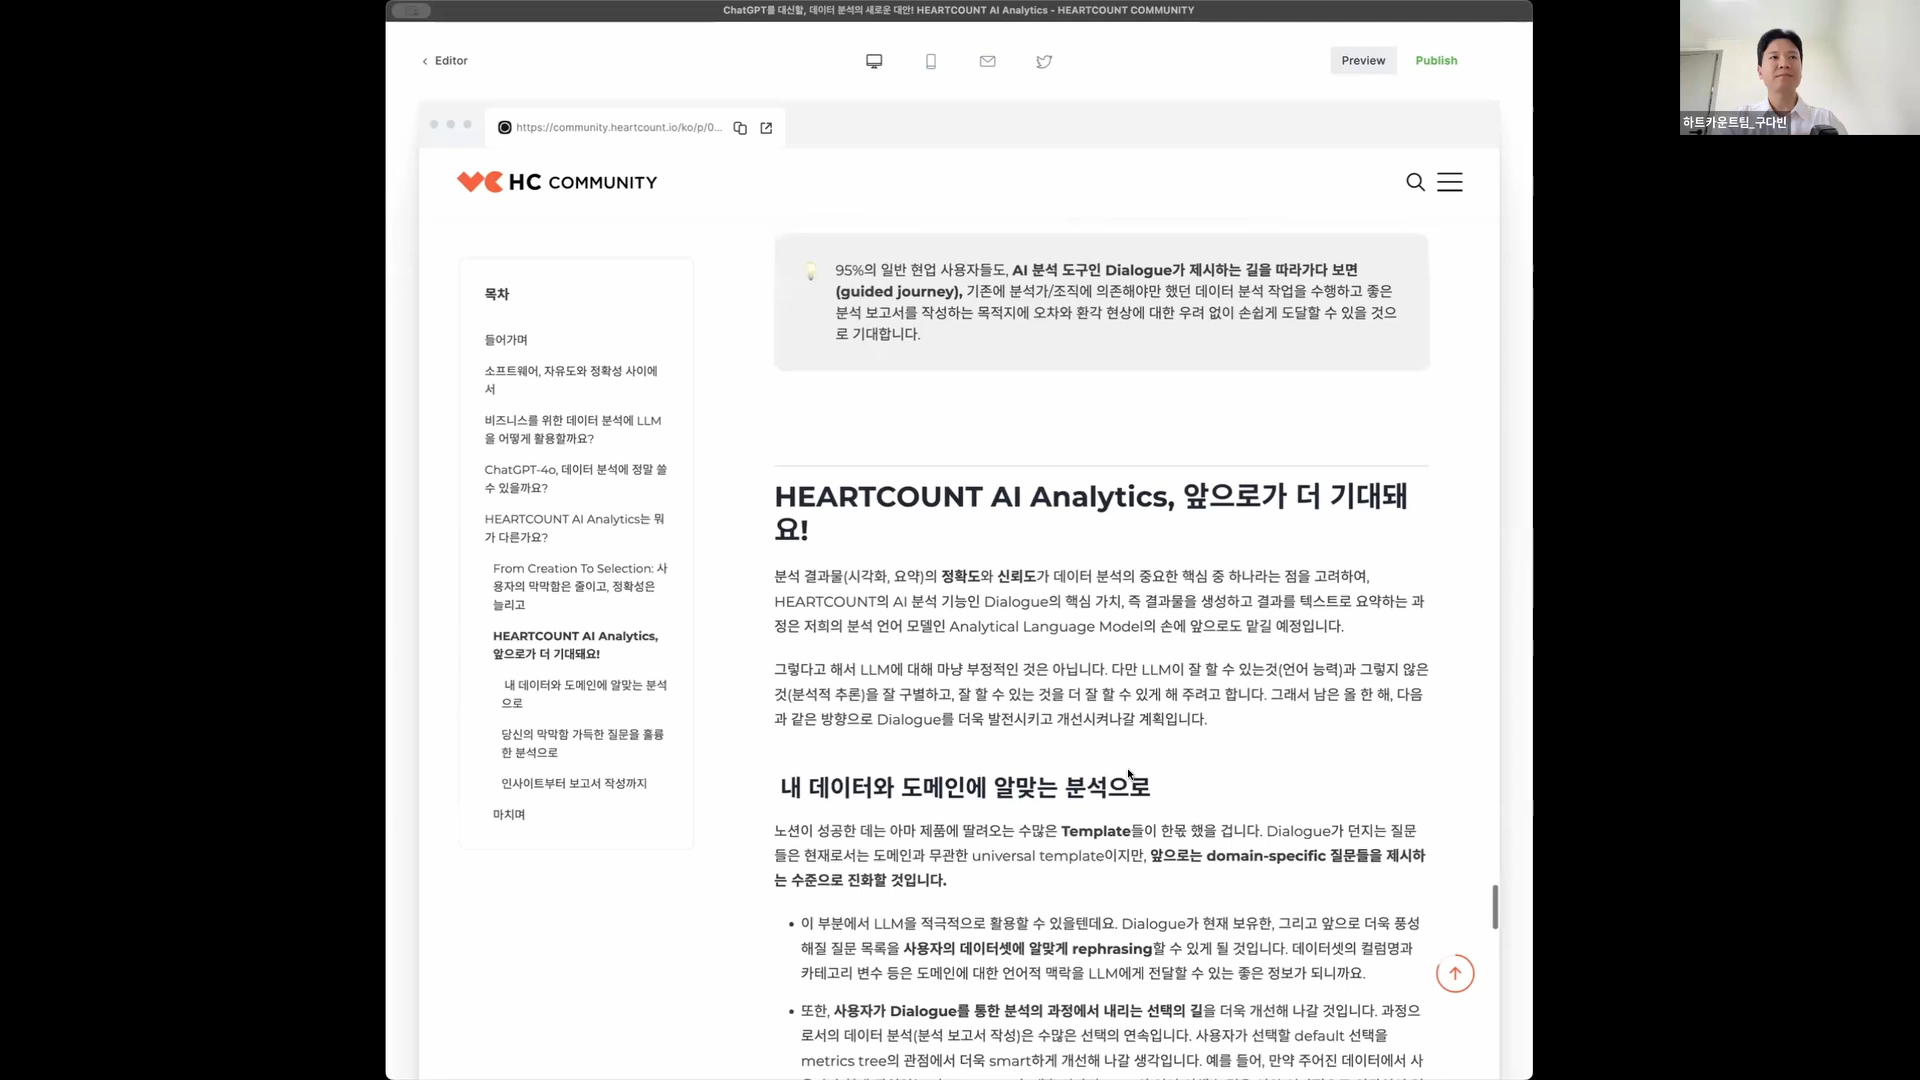 ChatGPT를 대신할, 데이터 분석의 새로운 대안! HEARTCOUNT AI Analytics - HEARTCOUNT COMMUNITY
Editor
Preview
Publish
https://community.heartcount.io/ko/p/0...
HC COMMUNITY
목차
들어가며
소프트웨어, 자유도와 정확성 사이에
서
비즈니스를 위한 데이터 분석에 LLM
을 어떻게 활용할까요?
ChatGPT-4o, 데이터 분석에 정말 쓸
수 있을까요?
HEARTCOUNT AI Analytics는 뭐
가 다른가요?
From Creation To Selection: 사
용자의 막막함은 줄이고, 정확성은
늘리고
HEARTCOUNT AI Analytics,
앞으로가 더 기대돼요!
내 데이터와 도메인에 알맞는 분석
으로
당신의 막막함 가득한 질문을 훌륭
한 분석으로
인사이트부터 보고서 작성까지
마치며
95%의 일반 현업 사용자들도, AI 분석 도구인 Dialogue가 제시하는 길을 따라가다 보면
(guided journey), 기존에 분석가/조직에 의존해야만 했던 데이터 분석 작업을 수행하고 좋은
분석 보고서를 작성하는 목적지에 오차와 환각 현상에 대한 우려 없이 손쉽게 도달할 수 있을 것으
로 기대합니다.
HEARTCOUNT AI Analytics, 앞으로가 더 기대돼
요!
분석 결과물(시각화, 요약)의 정확도와 신뢰도가 데이터 분석의 중요한 핵심 중 하나라는 점을 고려하여,
HEARTCOUNT의 AI 분석 기능인 Dialogue의 핵심 가치, 즉 결과물을 생성하고 결과를 텍스트로 요약하는 과
정은 저희의 분석 언어 모델인 Analytical Language Model의 손에 앞으로도 맡길 예정입니다.
그렇다고 해서 LLM에 대해 마냥 부정적인 것은 아닙니다. 다만 LLM이 잘 할 수 있는것(언어 능력)과 그렇지 않은
것(분석적 추론)을 잘 구별하고, 잘 할 수 있는 것을 더 잘 할 수 있게 해 주려고 합니다. 그래서 남은 올 한 해, 다음
과 같은 방향으로 Dialogue를 더욱 발전시키고 개선시켜나갈 계획입니다.
내 데이터와 도메인에 알맞는 분석으로
노션이 성공한 데는 아마 제품에 딸려오는 수많은 Template들이 한몫 했을 겁니다. Dialogue가 던지는 질문
들은 현재로서는 도메인과 무관한 universal template이지만, 앞으로는 domain-specific 질문들을 제시하
는 수준으로 진화할 것입니다.
• 이 부분에서 LLM을 적극적으로 활용할 수 있을텐데요. Dialogue가 현재 보유한, 그리고 앞으로 더욱 풍성
해질 질문 목록을 사용자의 데이터셋에 알맞게 rephrasing할 수 있게 될 것입니다. 데이터셋의 컬럼명과
카테고리 변수 등은 도메인에 대한 언어적 맥락을 LLM에게 전달할 수 있는 좋은 정보가 되니까요.
• 또한, 사용자가 Dialogue를 통한 분석의 과정에서 내리는 선택의 길을 더욱 개선해 나갈 것입니다. 과정으
로서의 데이터 분석(분석 보고서 작성)은 수많은 선택의 연속입니다. 사용자가 선택할 default 선택을
metrics tree의 관점에서 더욱 smart하게 개선해 나갈 생각입니다. 예를 들어, 만약 주어진 데이터에서 사
하트카운트팀_구다빈